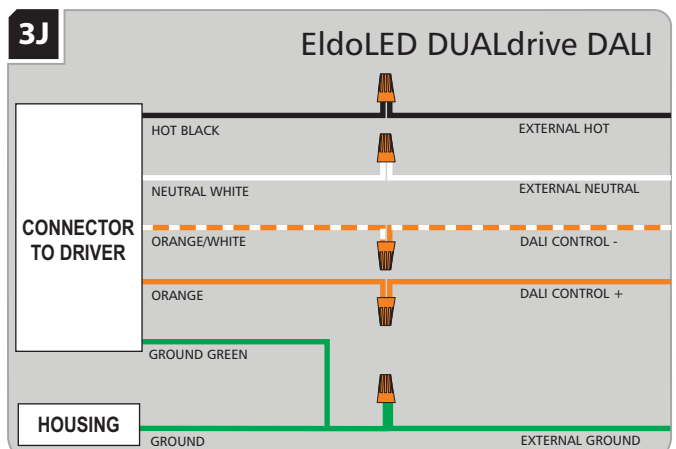 3J
EldoLED DUALdrive DALI
HOT BLACK
EXTERNAL HOT
NEUTRAL WHITE
EXTERNAL NEUTRAL
CONNECTOR
TO DRIVER
ORANGE/WHITE
DALI CONTROL -
ORANGE
DALI CONTROL +
GROUND GREEN
HOUSING
GROUND
EXTERNAL GROUND